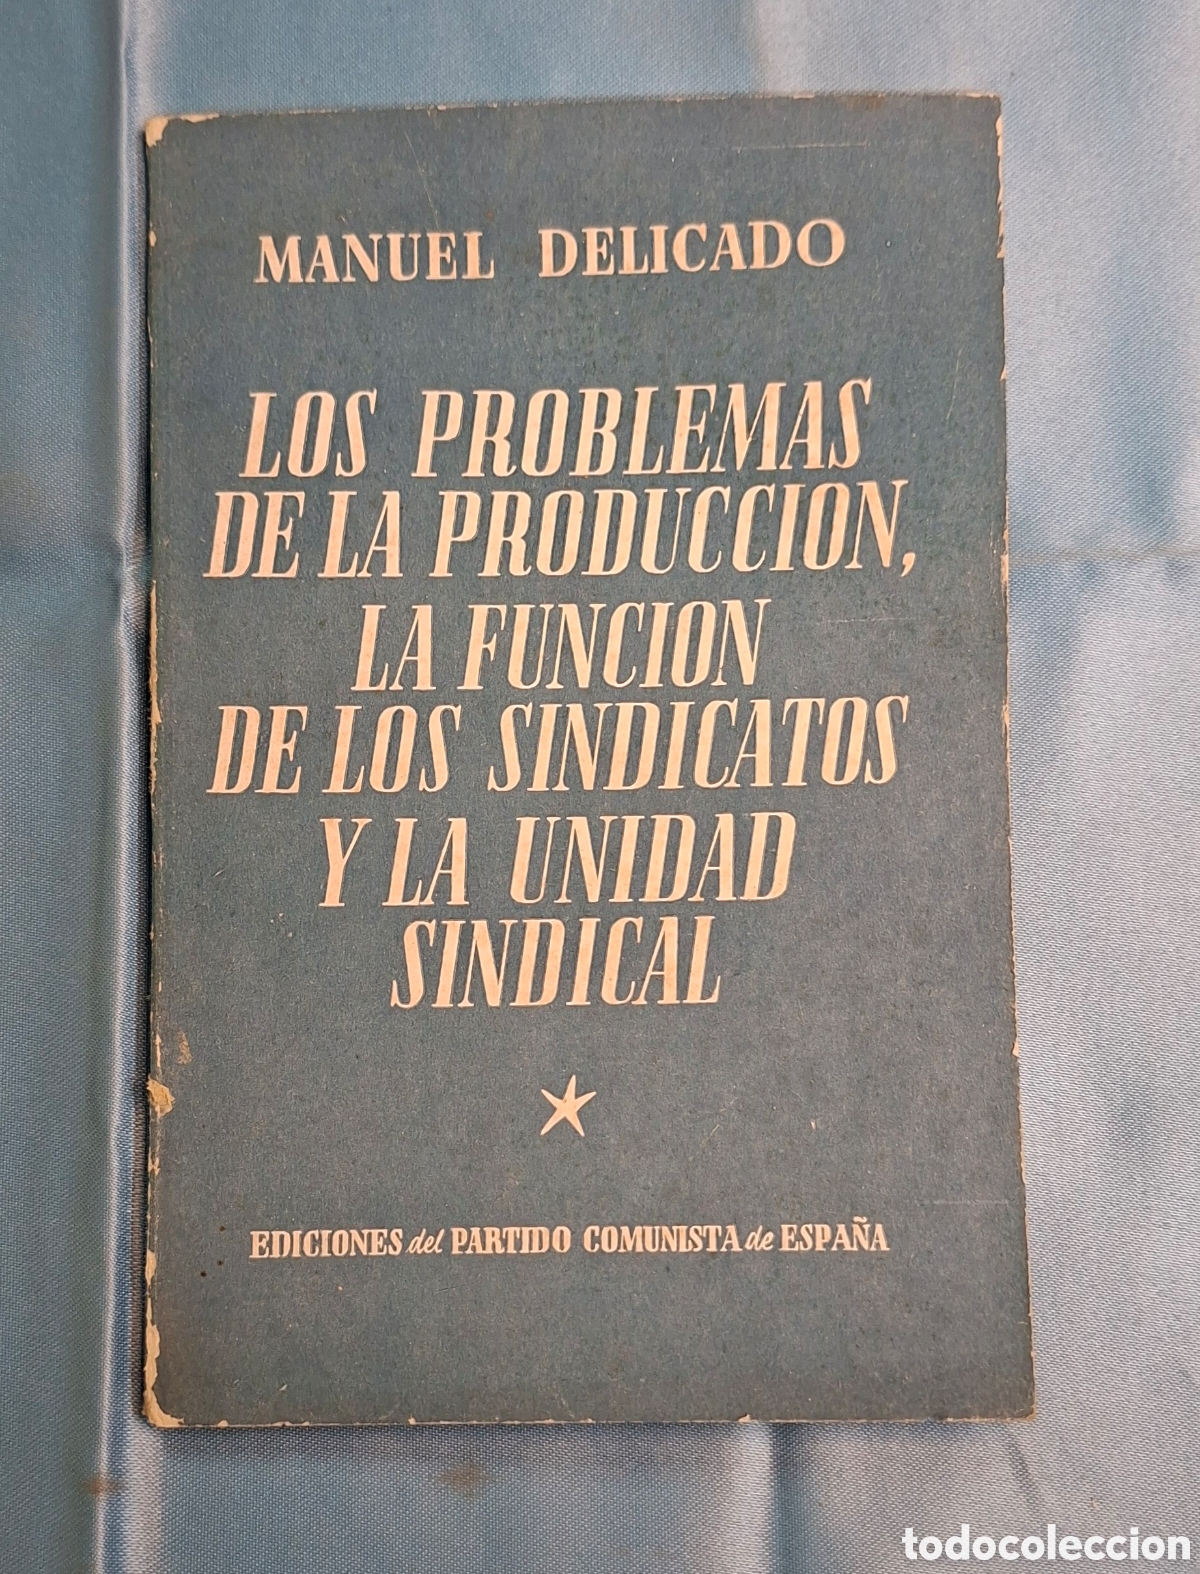 MANUEL DELICADO
LOS PROBLEMAS
DE LA PRODUCCION,
LA FUNCION
DE LOS SINDICATOS
Y LA UNIDAD
SINDICAL
EDICIONES del PARTIDO COMUNISTA de ESPAÑA
todocoleccion